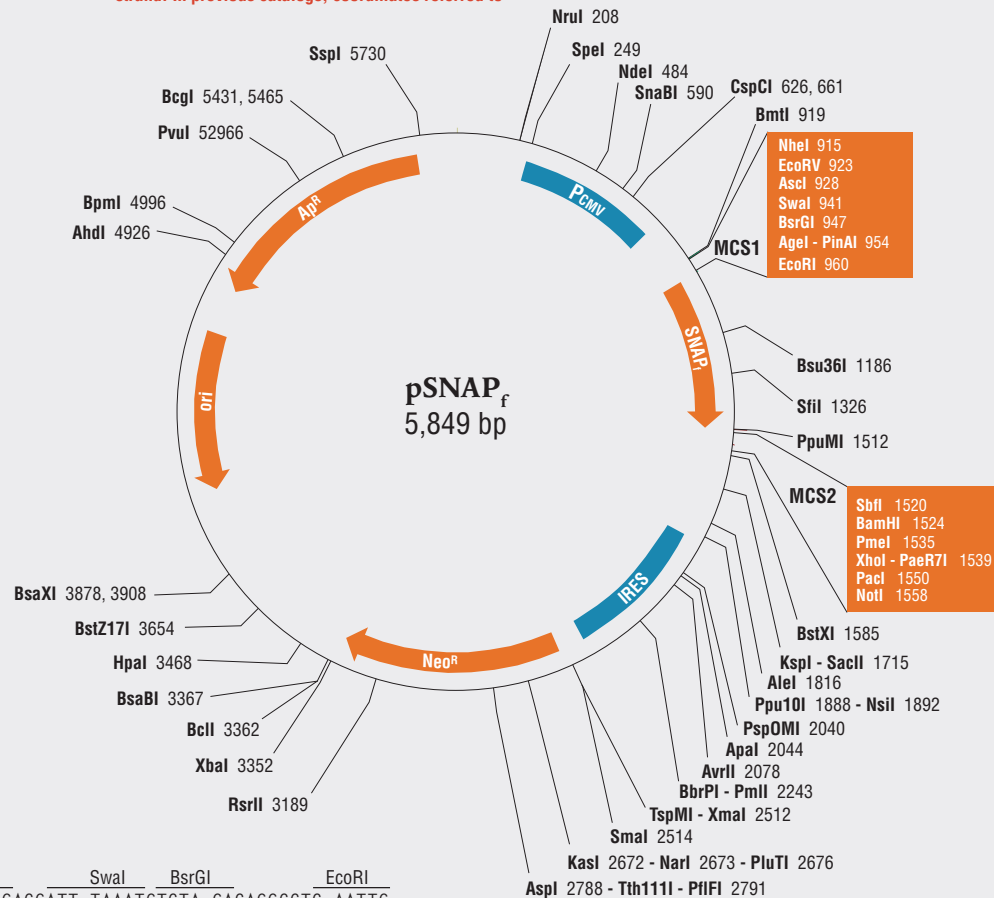 NruI 208
SpeI 249
NdeI 484
SnaBI 590
CspCI 626, 661
BmtI 919
MCS1
NheI 915
EcoRV 923
AscI 928
SwaI 941
BsrGI 947
AgeI - PinAI 954
EcoRI 960
Bsu36I 1186
SfiI 1326
PpuMI 1512
MCS2
SbfI 1520
BamHI 1524
PmeI 1535
XhoI - PaeR7I 1539
PacI 1550
NotI 1558
BstXI 1585
KspI - SacII 1715
AleI 1816
Ppu10I 1888 - NsiI 1892
PspOMI 2040
ApaI 2044
AvrII 2078
BbrPI - PmlI 2243
TspMI - XmaI 2512
SmaI 2514
KasI 2672 - NarI 2673 - PluTI 2676
AspI 2788 - Tth111I - PflFI 2791
RsrII 3189
XbaI 3352
BclI 3362
BsaBI 3367
HpaI 3468
BstZ17I 3654
BsaXI 3878, 3908
AhdI 4926
BpmI 4996
PvuI 52966
BcgI 5431, 5465
SspI 5730
PCMV
SNAPf
IRES
NeoR
ori
ApR
pSNAPf
5,849 bp
SwaI BsrGI EcoRI